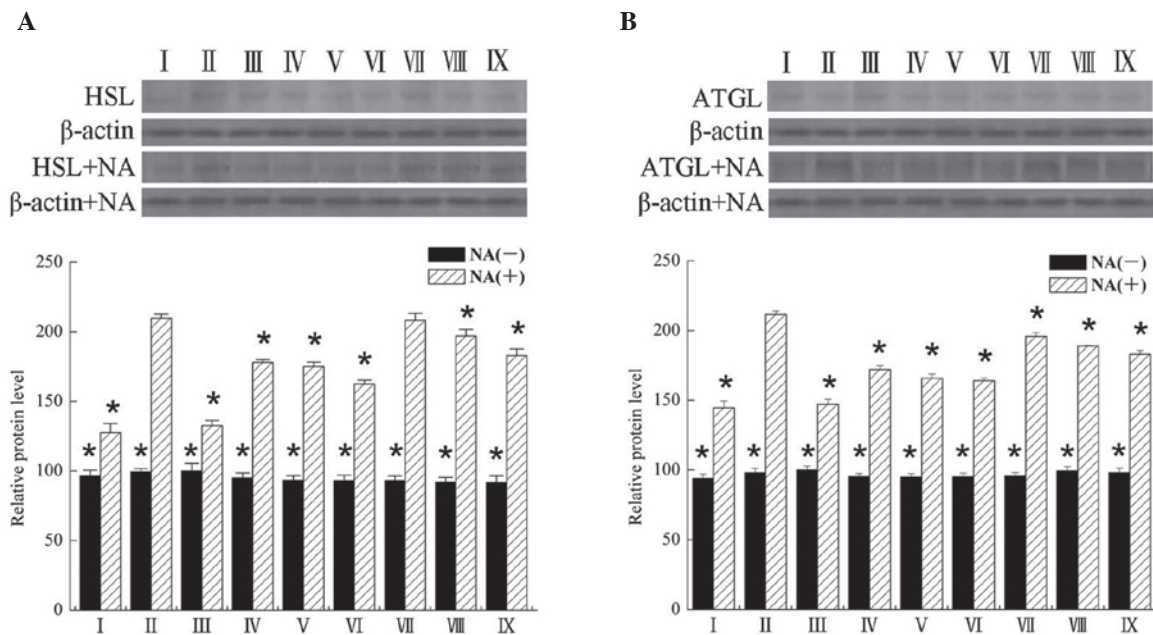 A
I II III IV V VI VII VIII IX
HSL
β-actin
HSL+NA
β-actin+NA
NA(−)
NA(+)
Relative protein level
250
200
150
100
50
0
* * * * * * * * * * * * * * * *
I II III IV V VI VII VIII IX
B
I II III IV V VI VII VIII IX
ATGL
β-actin
ATGL+NA
β-actin+NA
NA(−)
NA(+)
Relative protein level
250
200
150
100
50
0
* * * * * * * * * * * * * * * * *
I II III IV V VI VII VIII IX